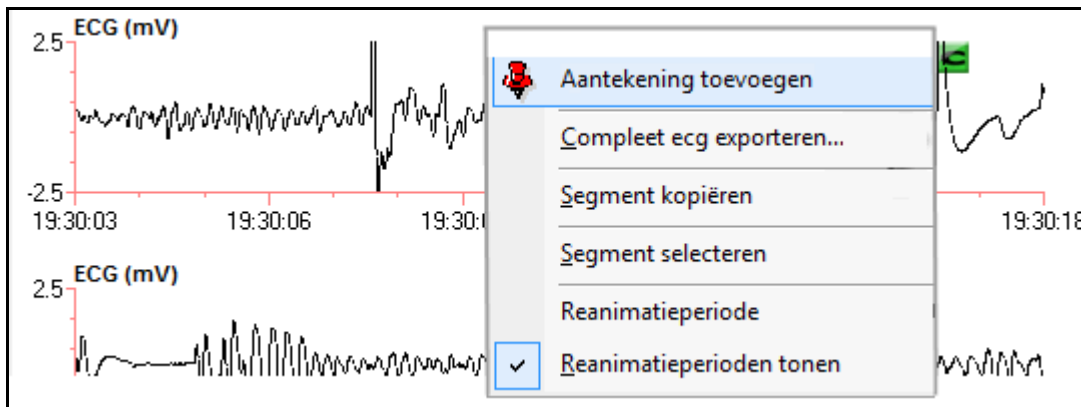 ECG (mV)
2.5
-2.5
19:30:03
19:30:06
19:30:18
Aantekening toevoegen
Compleet ecg exporteren...
Segment kopiëren
Segment selecteren
Reanimatieperiode
Reanimatieperioden tonen
ECG (mV)
2.5